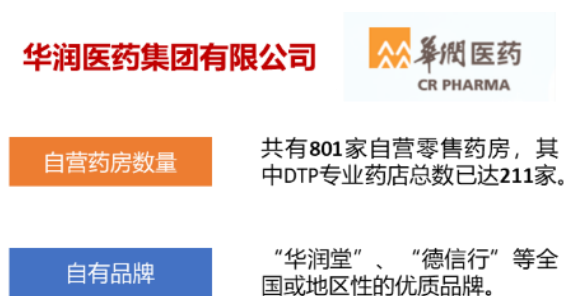 华润医药集团有限公司
華潤医药
CR PHARMA
自营药房数量
共有801家自营零售药房，其
中DTP专业药店总数已达211家。
自有品牌
“华润堂”、“德信行”等全
国或地区性的优质品牌。